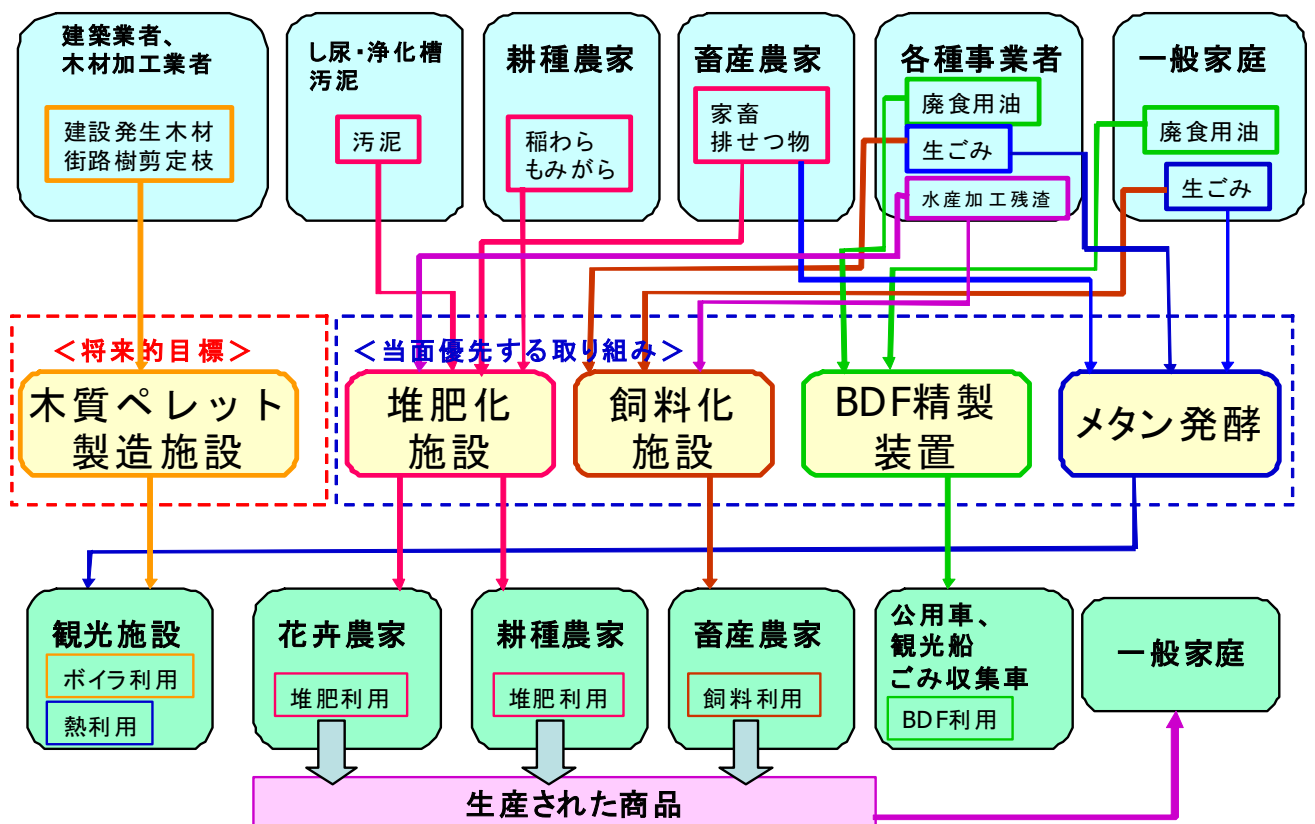 建築業者、
木材加工業者
建設発生木材
街路樹剪定枝
し尿・浄化槽
汚泥
汚泥
耕種農家
稲わら
もみがら
畜産農家
家畜
排せつ物
各種事業者
廃食用油
生ごみ
水産加工残渣
一般家庭
廃食用油
生ごみ
＜将来的目標＞
＜当面優先する取り組み＞
木質ペレット
製造施設
堆肥化
施設
飼料化
施設
BDF精製
装置
メタン発酵
観光施設
ボイラ利用
熱利用
花卉農家
堆肥利用
耕種農家
堆肥利用
畜産農家
飼料利用
公用車、
観光船
ごみ収集車
BDF利用
一般家庭
生産された商品